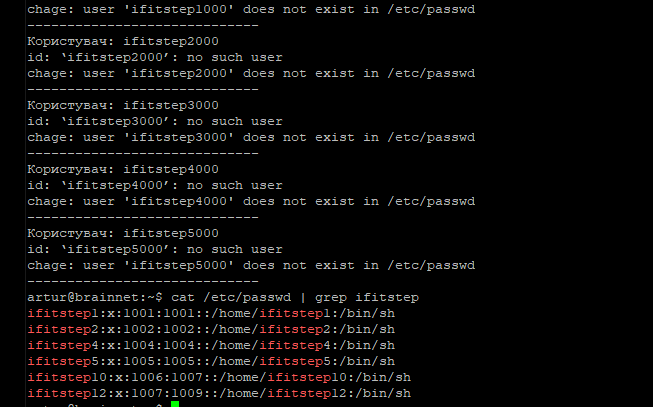 chage: user 'ifitstep1000' does not exist in /etc/passwd
-----------------------------
Користувач: ifitstep2000
id: ‘ifitstep2000’: no such user
chage: user 'ifitstep2000' does not exist in /etc/passwd
-----------------------------
Користувач: ifitstep3000
id: ‘ifitstep3000’: no such user
chage: user 'ifitstep3000' does not exist in /etc/passwd
-----------------------------
Користувач: ifitstep4000
id: ‘ifitstep4000’: no such user
chage: user 'ifitstep4000' does not exist in /etc/passwd
-----------------------------
Користувач: ifitstep5000
id: ‘ifitstep5000’: no such user
chage: user 'ifitstep5000' does not exist in /etc/passwd
-----------------------------
artur@brainnet:~$ cat /etc/passwd | grep ifitstep
ifitstep1:x:1001:1001::/home/ifitstep1:/bin/sh
ifitstep2:x:1002:1002::/home/ifitstep2:/bin/sh
ifitstep4:x:1004:1004::/home/ifitstep4:/bin/sh
ifitstep5:x:1005:1005::/home/ifitstep5:/bin/sh
ifitstep10:x:1006:1007::/home/ifitstep10:/bin/sh
ifitstep12:x:1007:1009::/home/ifitstep12:/bin/sh